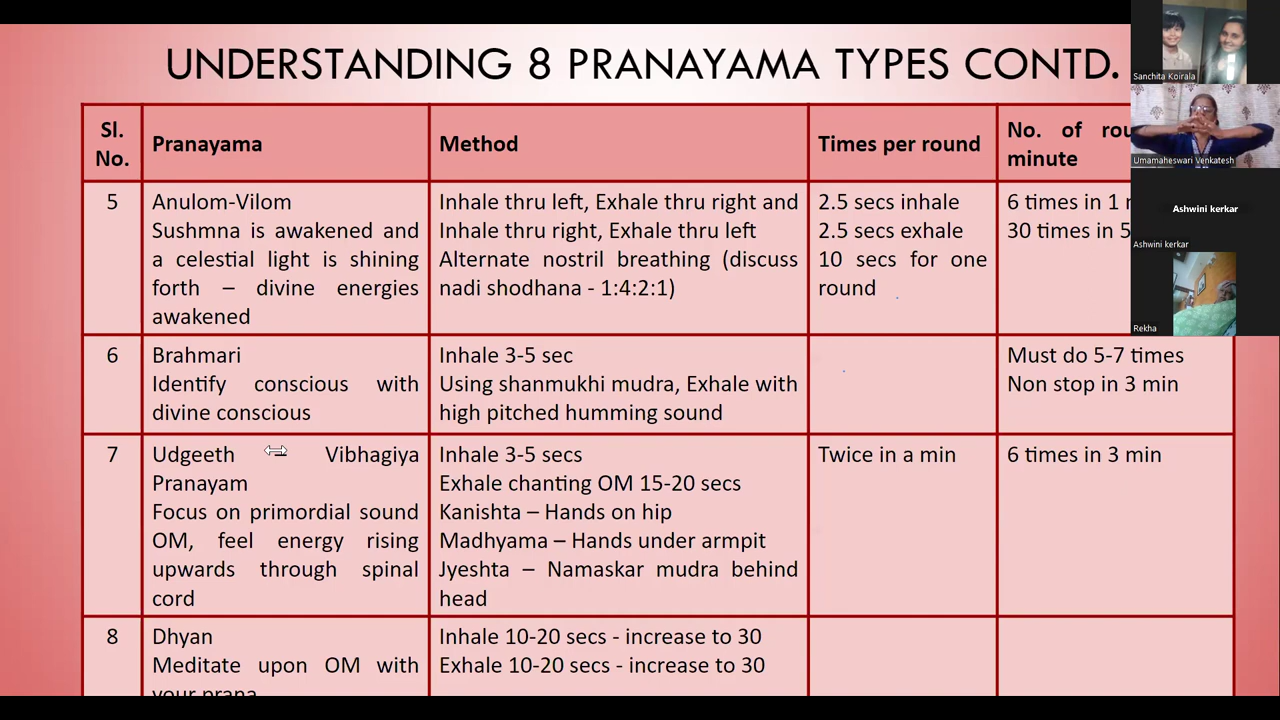 UNDERSTANDING 8 PRANAYAMA TYPES CONTD.
Sl.
No.
Pranayama
Method
Times per round
No. of
minute
5
Anulom-Vilom
Sushmna is awakened and
a celestial light is shining
forth – divine energies
awakened
Inhale thru left, Exhale thru right and
Inhale thru right, Exhale thru left
Alternate nostril breathing (discuss
nadi shodhana - 1:4:2:1)
2.5 secs inhale
2.5 secs exhale
10 secs for one
round
6 times in 1
30 times in 5
6
Brahmari
Identify conscious with
divine conscious
Inhale 3-5 sec
Using shanmukhi mudra, Exhale with
high pitched humming sound
Must do 5-7 times
Non stop in 3 min
7
Udgeeth Vibhagiya
Pranayam
Focus on primordial sound
OM, feel energy rising
upwards through spinal
cord
Inhale 3-5 secs
Exhale chanting OM 15-20 secs
Kanishta – Hands on hip
Madhyama – Hands under armpit
Jyeshta – Namaskar mudra behind
head
Twice in a min
6 times in 3 min
8
Dhyan
Meditate upon OM with
your prana
Inhale 10-20 secs - increase to 30
Exhale 10-20 secs - increase to 30
Sanchita Koirala
Umamaheswari Venkatesh
Ashwini kerkar
Ashwini kerkar
Rekha